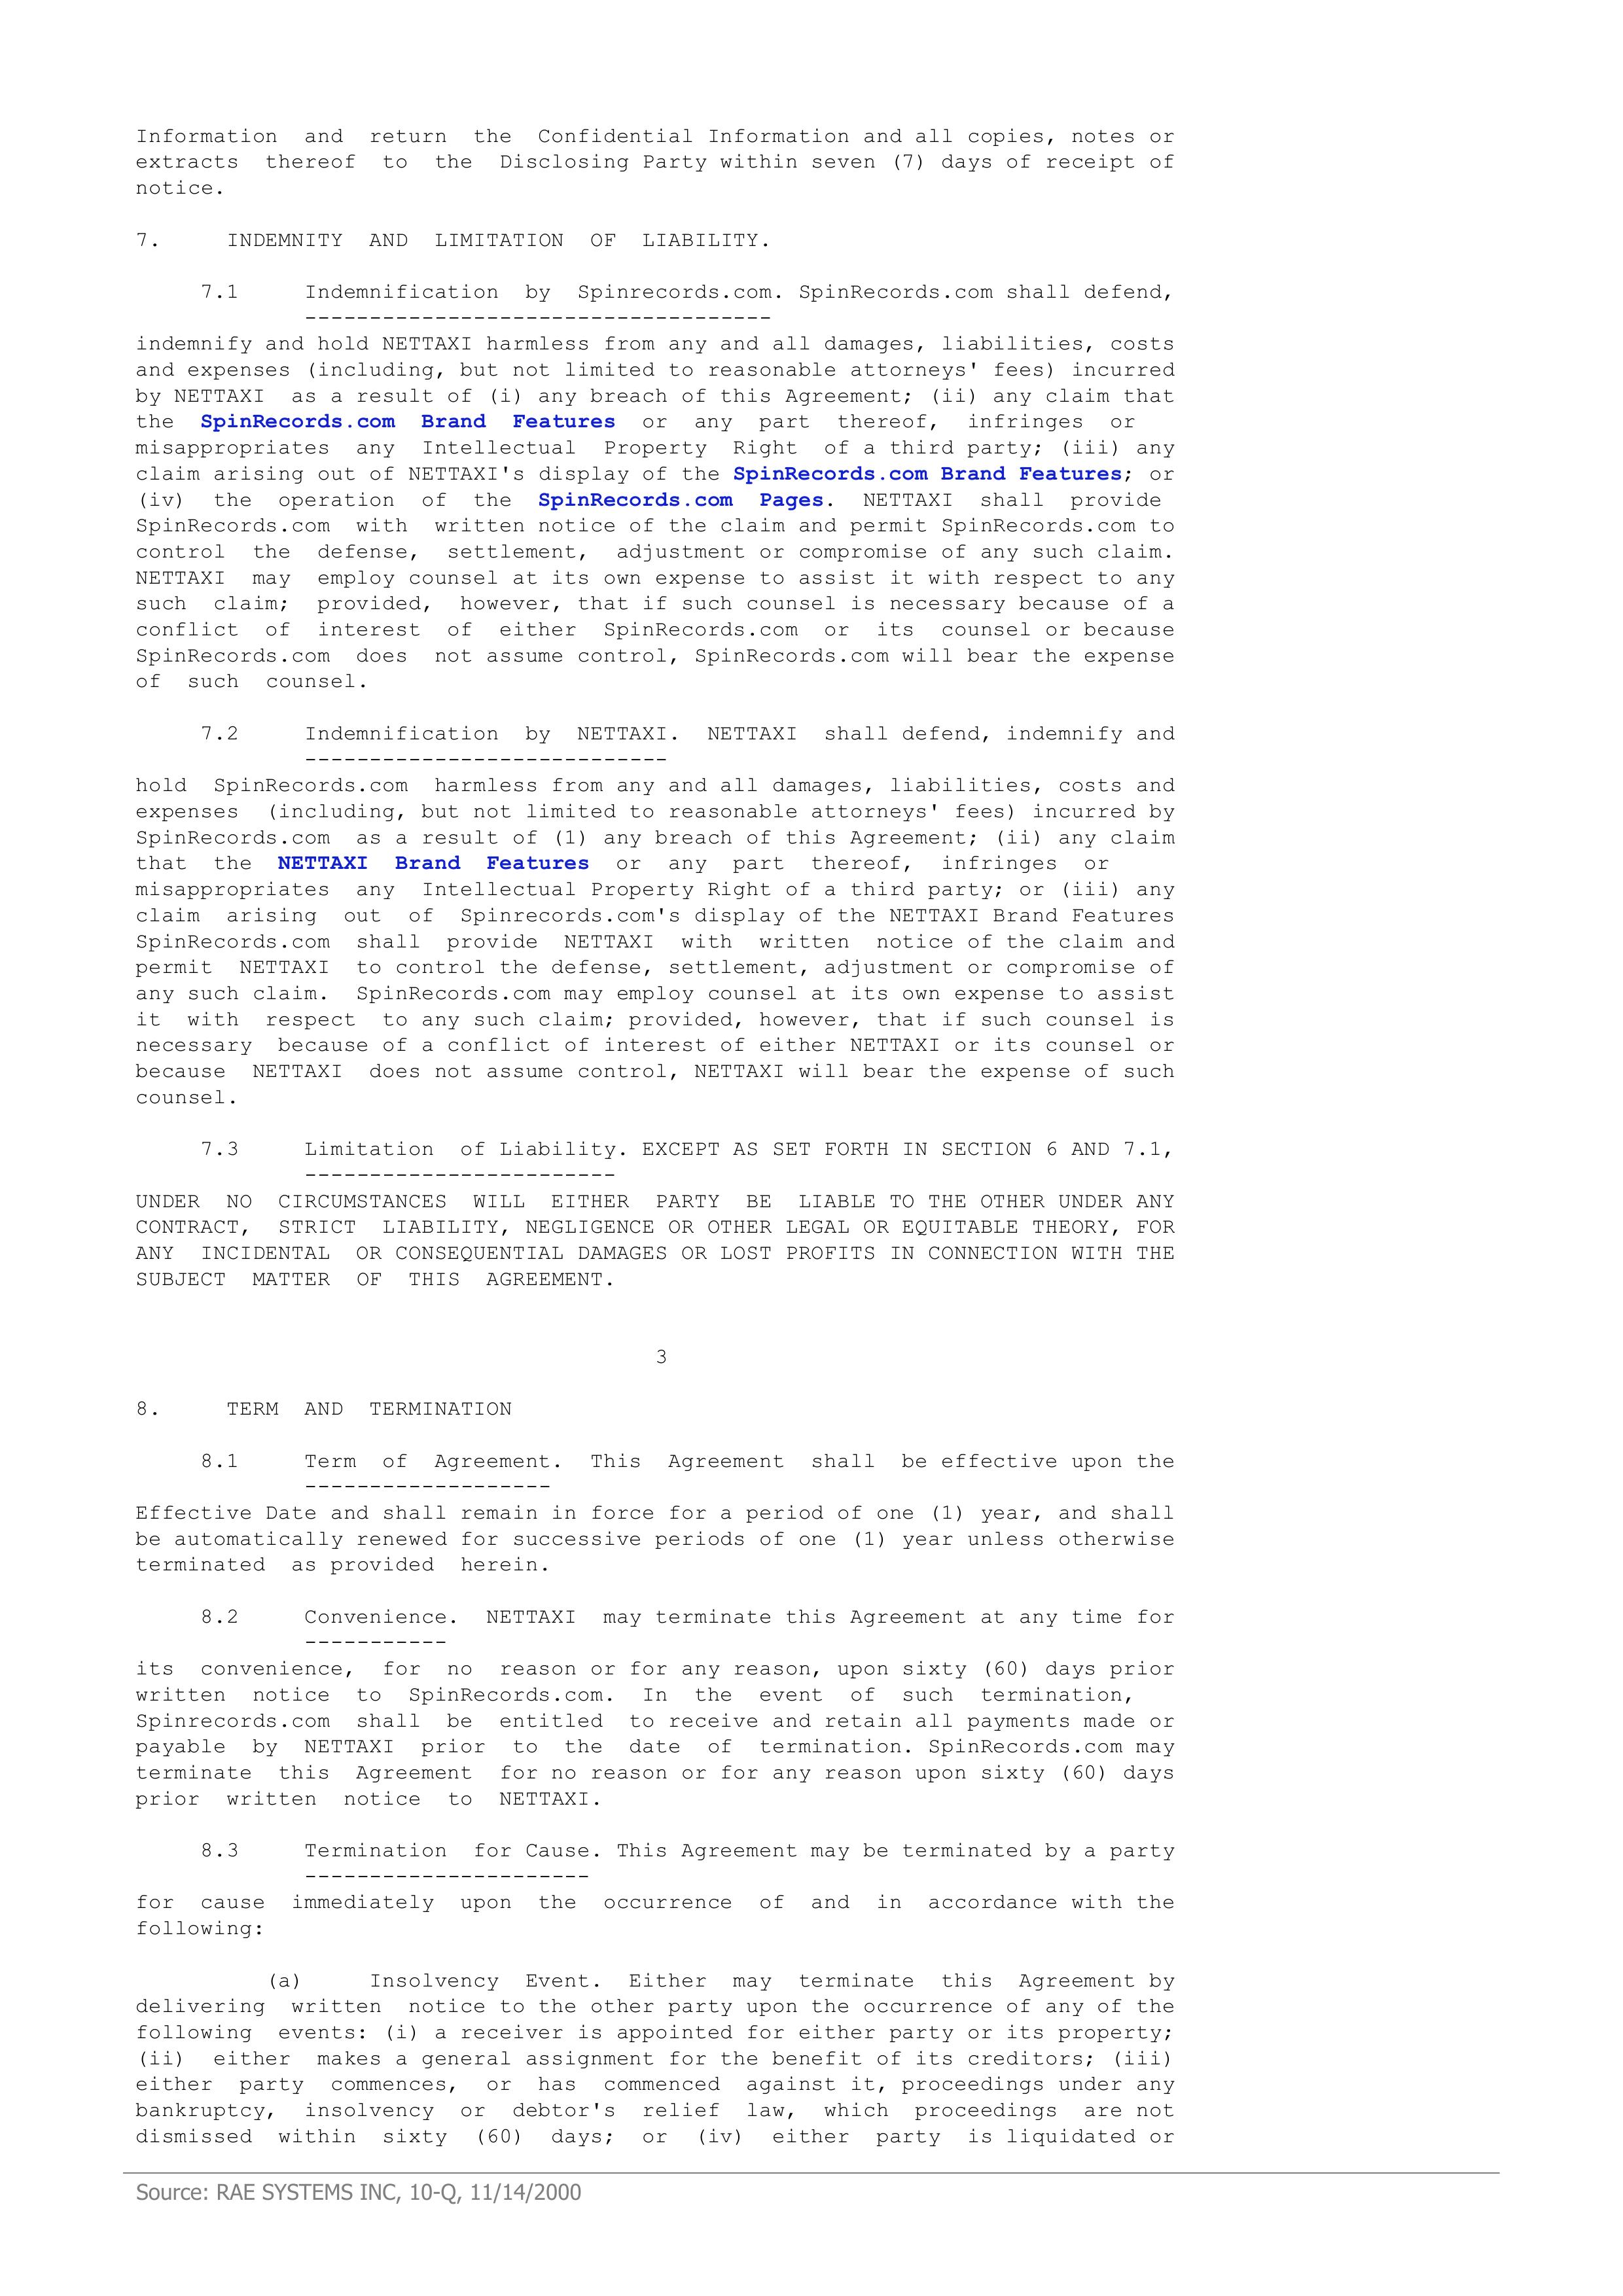 Information and return the Confidential Information and all copies, notes or
extracts thereof to the Disclosing Party within seven (7) days of receipt of
notice.
7. INDEMNITY AND LIMITATION OF LIABILITY.
7.1 Indemnification by Spinrecords.com. SpinRecords.com shall defend,
------------------------------------
indemnify and hold NETTAXI harmless from any and all damages, liabilities, costs
and expenses (including, but not limited to reasonable attorneys' fees) incurred
by NETTAXI as a result of (i) any breach of this Agreement; (ii) any claim that
the SpinRecords.com Brand Features or any part thereof, infringes or
misappropriates any Intellectual Property Right of a third party; (iii) any
claim arising out of NETTAXI's display of the SpinRecords.com Brand Features; or
(iv) the operation of the SpinRecords.com Pages. NETTAXI shall provide
SpinRecords.com with written notice of the claim and permit SpinRecords.com to
control the defense, settlement, adjustment or compromise of any such claim.
NETTAXI may employ counsel at its own expense to assist it with respect to any
such claim; provided, however, that if such counsel is necessary because of a
conflict of interest of either SpinRecords.com or its counsel or because
SpinRecords.com does not assume control, SpinRecords.com will bear the expense
of such counsel.
7.2 Indemnification by NETTAXI. NETTAXI shall defend, indemnify and
----------------------------
hold SpinRecords.com harmless from any and all damages, liabilities, costs and
expenses (including, but not limited to reasonable attorneys' fees) incurred by
SpinRecords.com as a result of (1) any breach of this Agreement; (ii) any claim
that the NETTAXI Brand Features or any part thereof, infringes or
misappropriates any Intellectual Property Right of a third party; or (iii) any
claim arising out of Spinrecords.com's display of the NETTAXI Brand Features
SpinRecords.com shall provide NETTAXI with written notice of the claim and
permit NETTAXI to control the defense, settlement, adjustment or compromise of
any such claim. SpinRecords.com may employ counsel at its own expense to assist
it with respect to any such claim; provided, however, that if such counsel is
necessary because of a conflict of interest of either NETTAXI or its counsel or
because NETTAXI does not assume control, NETTAXI will bear the expense of such
counsel.
7.3 Limitation of Liability. EXCEPT AS SET FORTH IN SECTION 6 AND 7.1,
------------------------
UNDER NO CIRCUMSTANCES WILL EITHER PARTY BE LIABLE TO THE OTHER UNDER ANY
CONTRACT, STRICT LIABILITY, NEGLIGENCE OR OTHER LEGAL OR EQUITABLE THEORY, FOR
ANY INCIDENTAL OR CONSEQUENTIAL DAMAGES OR LOST PROFITS IN CONNECTION WITH THE
SUBJECT MATTER OF THIS AGREEMENT.
3
8. TERM AND TERMINATION
8.1 Term of Agreement. This Agreement shall be effective upon the
-------------------
Effective Date and shall remain in force for a period of one (1) year, and shall
be automatically renewed for successive periods of one (1) year unless otherwise
terminated as provided herein.
8.2 Convenience. NETTAXI may terminate this Agreement at any time for
-----------
its convenience, for no reason or for any reason, upon sixty (60) days prior
written notice to SpinRecords.com. In the event of such termination,
Spinrecords.com shall be entitled to receive and retain all payments made or
payable by NETTAXI prior to the date of termination. SpinRecords.com may
terminate this Agreement for no reason or for any reason upon sixty (60) days
prior written notice to NETTAXI.
8.3 Termination for Cause. This Agreement may be terminated by a party
----------------------
for cause immediately upon the occurrence of and in accordance with the
following:
(a) Insolvency Event. Either may terminate this Agreement by
delivering written notice to the other party upon the occurrence of any of the
following events: (i) a receiver is appointed for either party or its property;
(ii) either makes a general assignment for the benefit of its creditors; (iii)
either party commences, or has commenced against it, proceedings under any
bankruptcy, insolvency or debtor's relief law, which proceedings are not
dismissed within sixty (60) days; or (iv) either party is liquidated or
Source: RAE SYSTEMS INC, 10-Q, 11/14/2000